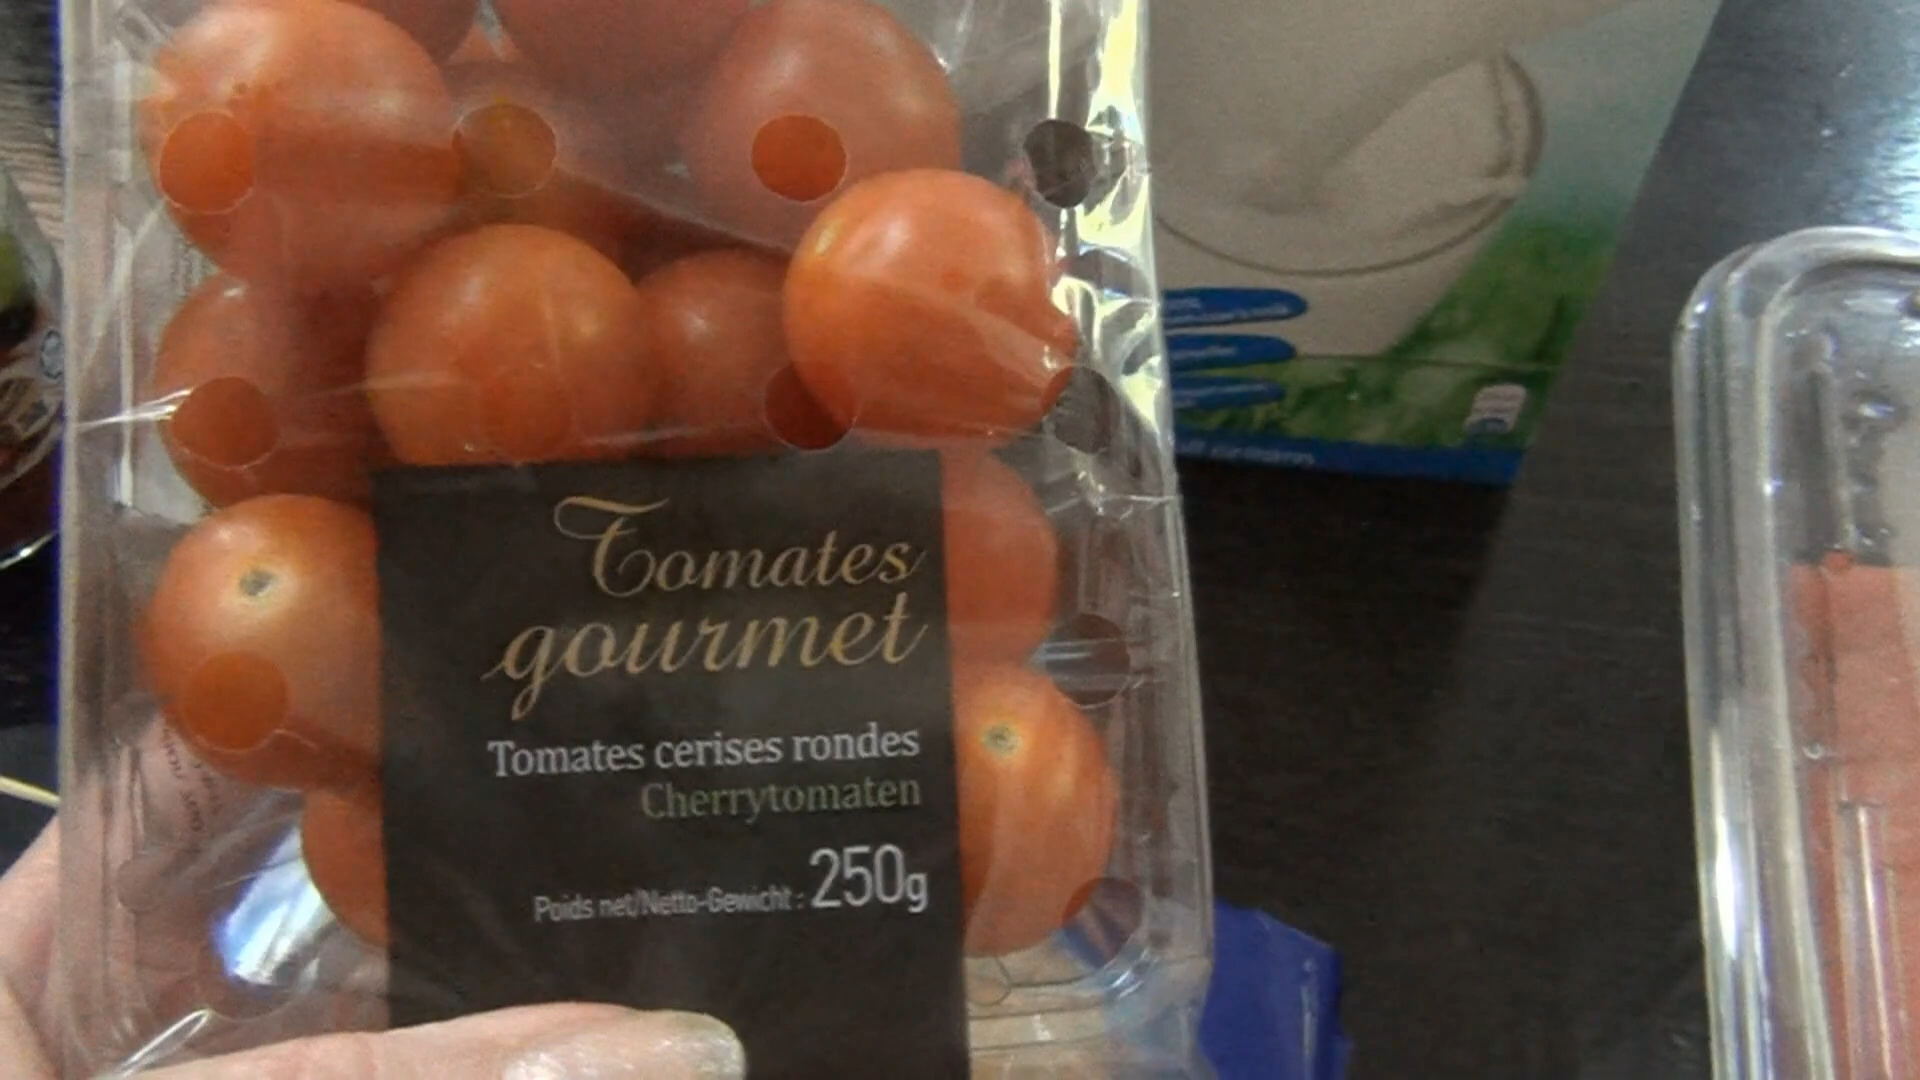 Tomates
gourmet
Tomates cerises rondes
Cherrytomaten
Poids net/Netto-Gewicht : 250g